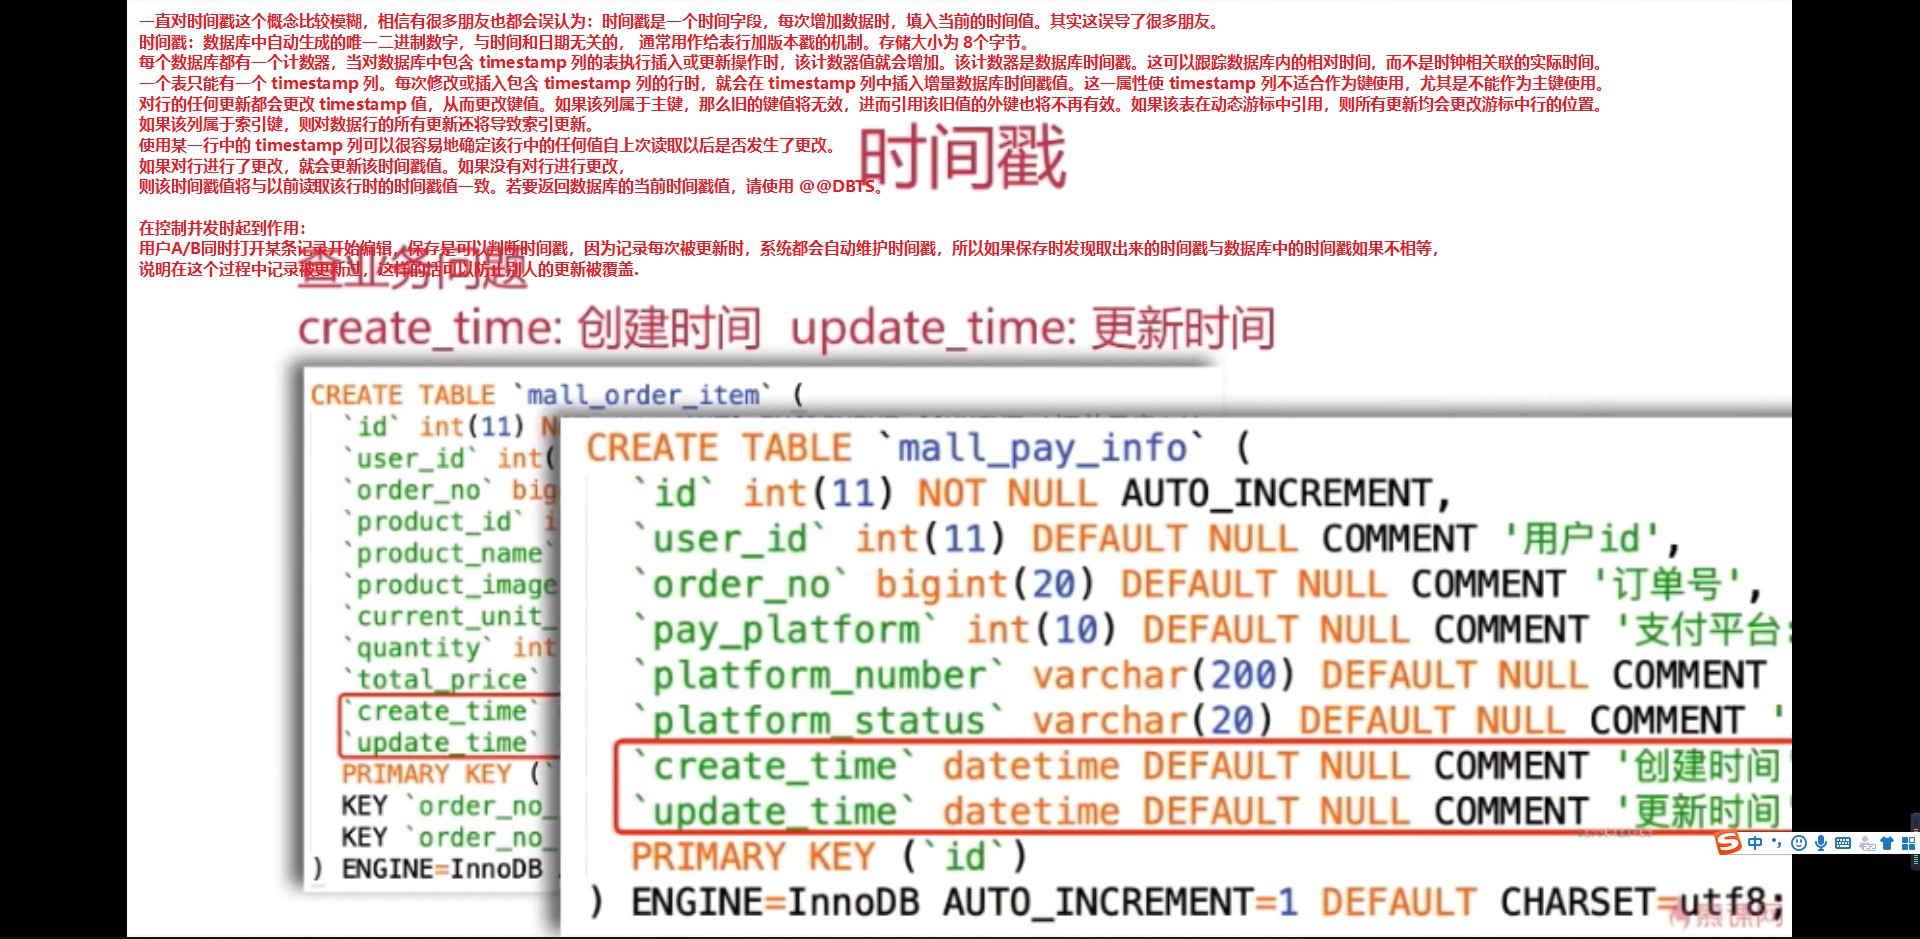 一直对时间戳这个概念比较模糊，相信有很多朋友也都会误认为：时间戳是一个时间字段，每次增加数据时，填入当前的时间值。其实这误导了很多朋友。
时间戳：数据库中自动生成的唯一二进制数字，与时间和日期无关的， 通常用作给表行加版本戳的机制。存储大小为 8个字节。
每个数据库都有一个计数器，当对数据库中包含 timestamp 列的表执行插入或更新操作时，该计数器值就会增加。该计数器是数据库时间戳。这可以跟踪数据库内的相对时间，而不是时钟相关联的实际时间。
一个表只能有一个 timestamp 列。每次修改或插入包含 timestamp 列的行时，就会在 timestamp 列中插入增量数据库时间戳值。这一属性使 timestamp 列不适合作为键使用，尤其是不能作为主键使用。
对行的任何更新都会更改 timestamp 值，从而更改键值。如果该列属于主键，那么旧的键值将无效，进而引用该旧值的外键也将不再有效。如果该表在动态游标中引用，则所有更新均会更改游标中行的位置。
如果该列属于索引键，则对数据行的所有更新还将导致索引更新。
使用某一行中的 timestamp 列可以很容易地确定该行中的任何值自上次读取以后是否发生了更改。
如果对行进行了更改，就会更新该时间戳值。如果没有对行进行更改，
则该时间戳值将与以前读取该行时的时间戳值一致。若要返回数据库的当前时间戳值，请使用 @@DBTS。
时间戳
在控制并发时起到作用：
用户A/B同时打开某条记录开始编辑，保存是可以判断时间戳，因为记录每次被更新时，系统都会自动维护时间戳，所以如果保存时发现取出来的时间戳与数据库中的时间戳如果不相等，
说明在这个过程中记录被更新过，这样的话可以防止别人的更新被覆盖.
查业务问题
create_time: 创建时间 update_time: 更新时间
CREATE TABLE `mall_order_item` (
`id` int(11) N
`user_id` int(
`order_no` big
`product_id` i
`product_name`
`product_image
`current_unit_
`quantity` int
`total_price`
`create_time`
`update_time`
PRIMARY KEY (`
KEY `order_no_
KEY `order_no_
) ENGINE=InnoDB
CREATE TABLE `mall_pay_info` (
`id` int(11) NOT NULL AUTO_INCREMENT,
`user_id` int(11) DEFAULT NULL COMMENT '用户id',
`order_no` bigint(20) DEFAULT NULL COMMENT '订单号',
`pay_platform` int(10) DEFAULT NULL COMMENT '支付平台:
`platform_number` varchar(200) DEFAULT NULL COMMENT
`platform_status` varchar(20) DEFAULT NULL COMMENT '
`create_time` datetime DEFAULT NULL COMMENT '创建时间'
`update_time` datetime DEFAULT NULL COMMENT '更新时间'
PRIMARY KEY (`id`)
) ENGINE=InnoDB AUTO_INCREMENT=1 DEFAULT CHARSET=utf8;
慕课网
中